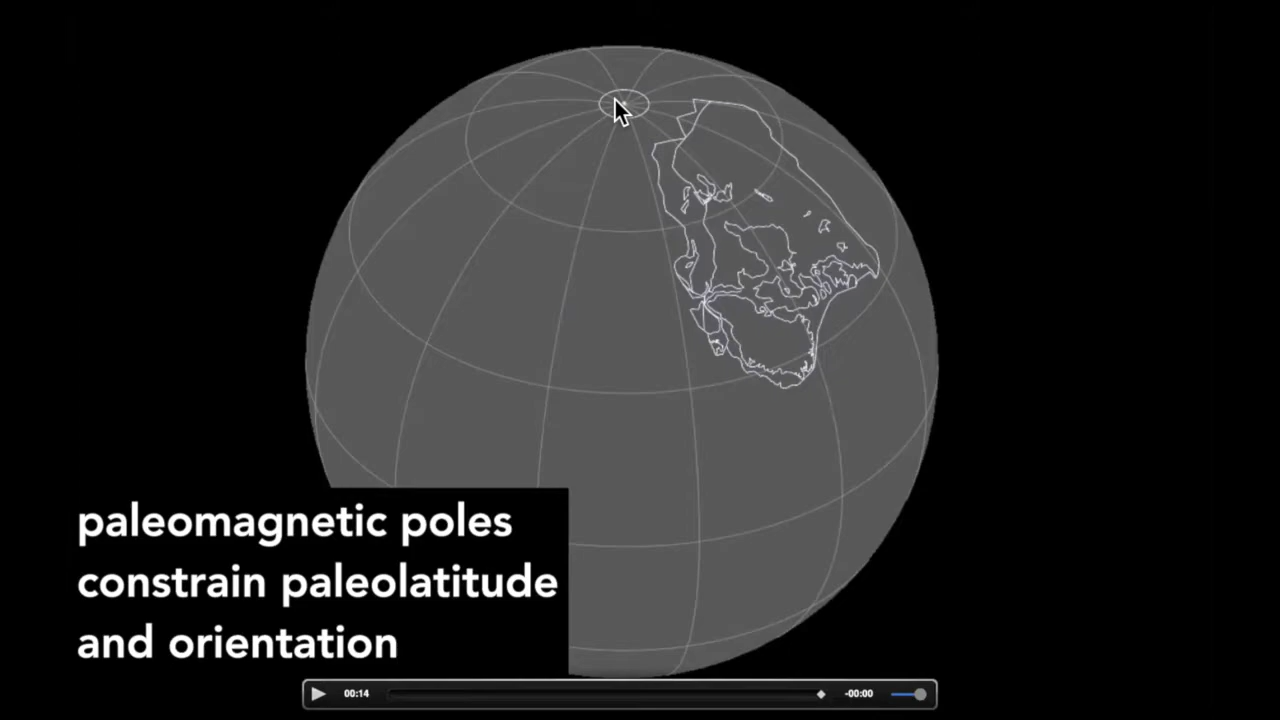 paleomagnetic poles
constrain paleolatitude
and orientation
00:14 -00:00